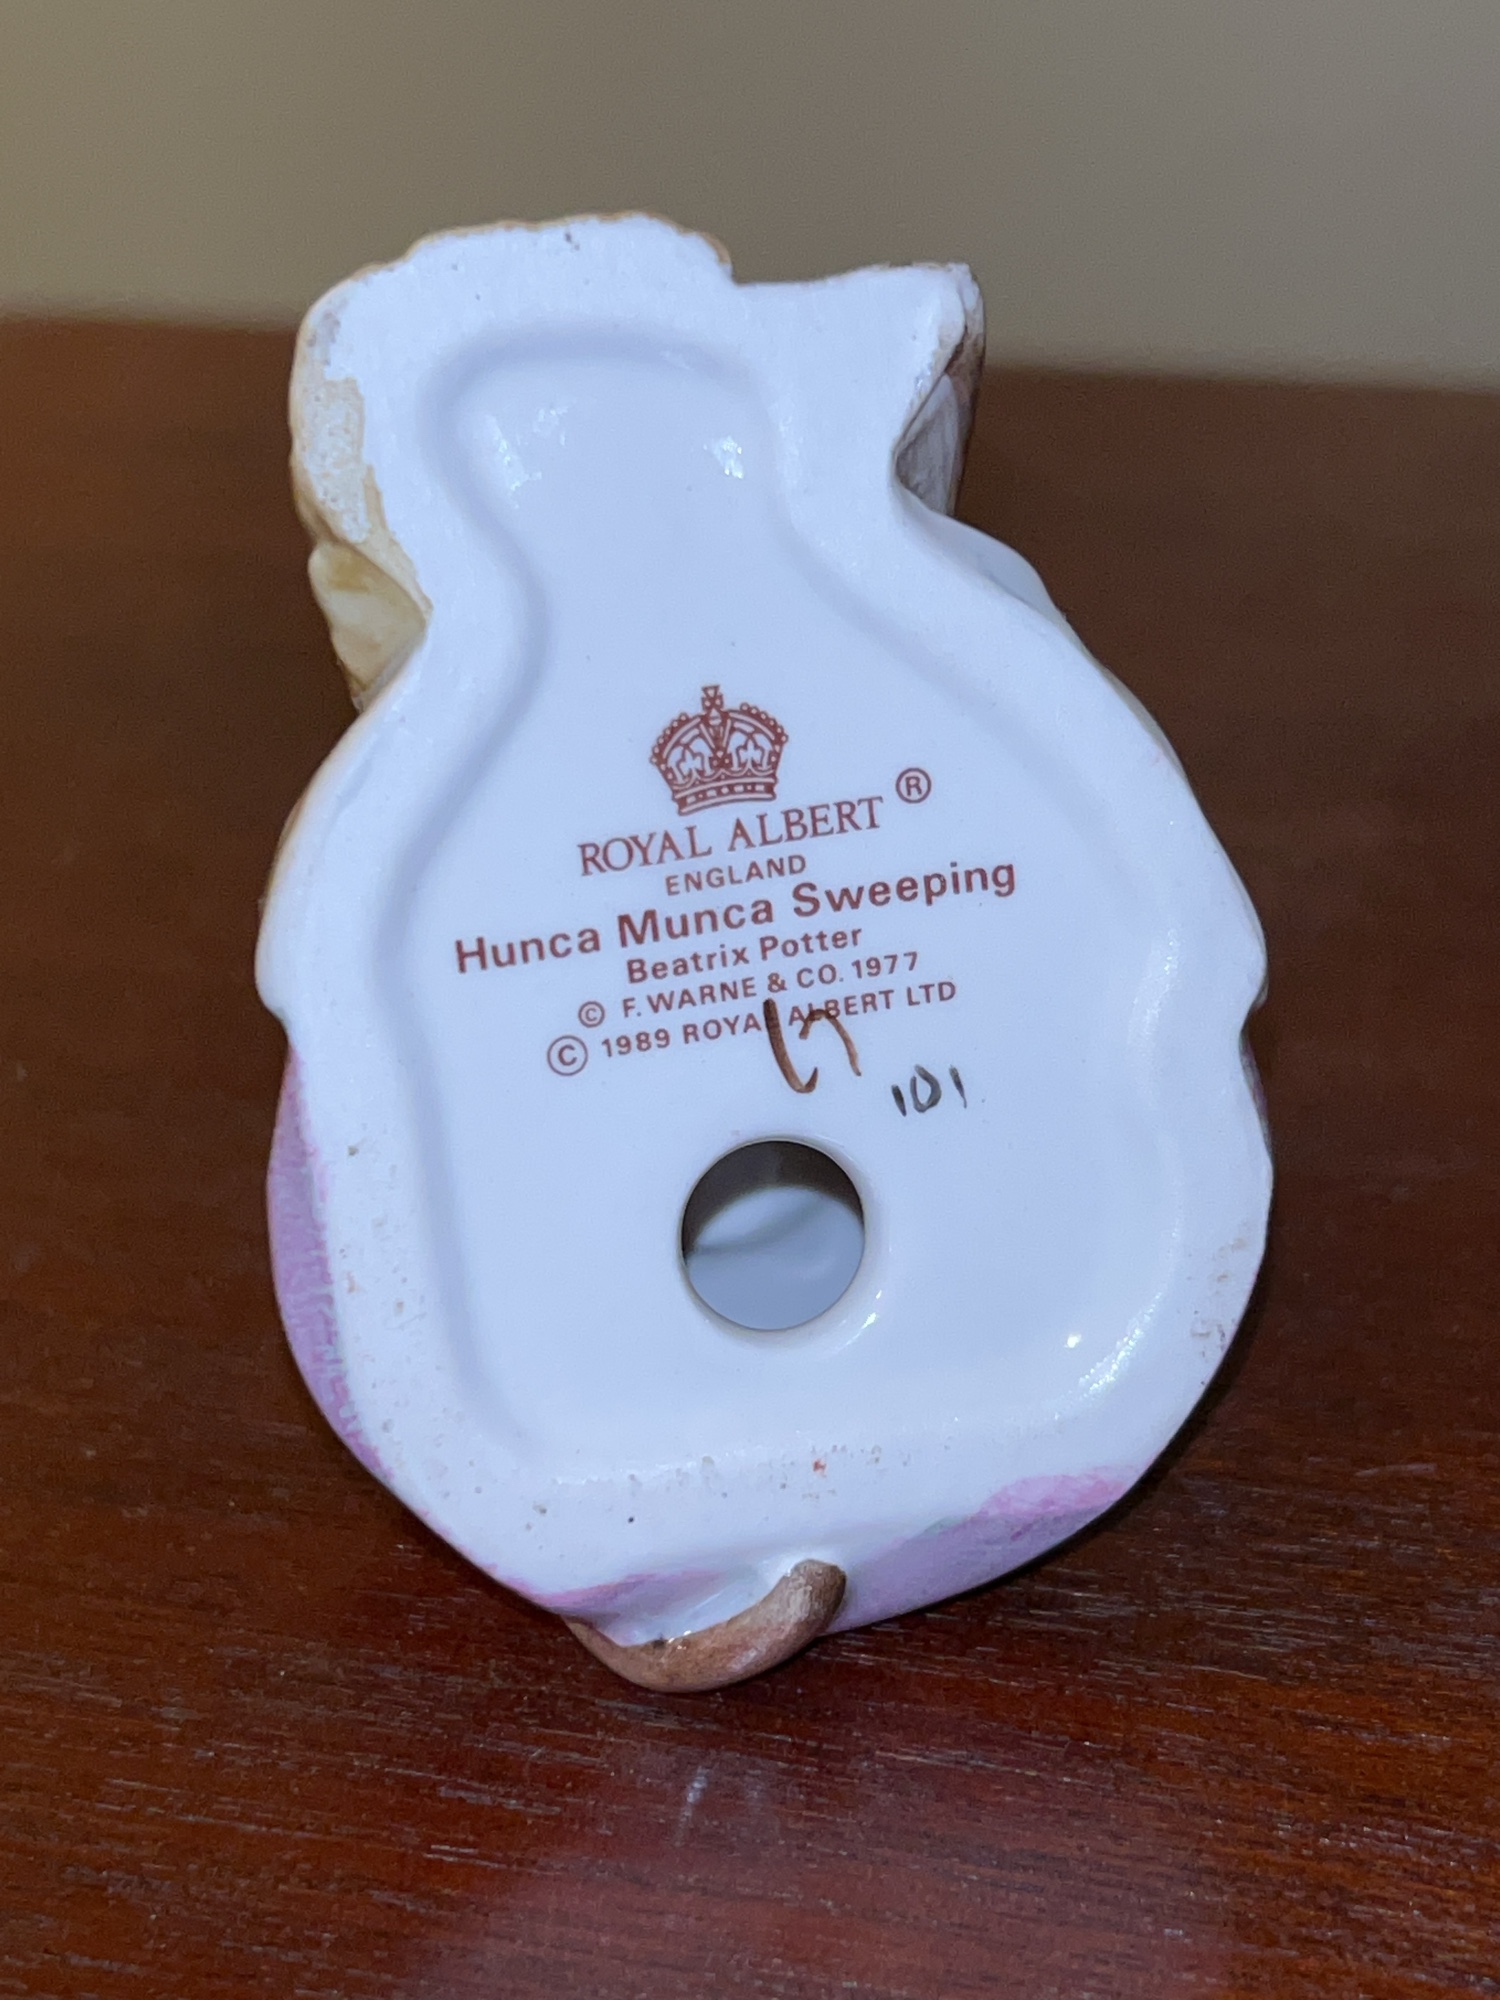 ROYAL ALBERT ®
ENGLAND
Hunca Munca Sweeping
Beatrix Potter
© F. WARNE & CO. 1977
© 1989 ROYAL ALBERT LTD
101